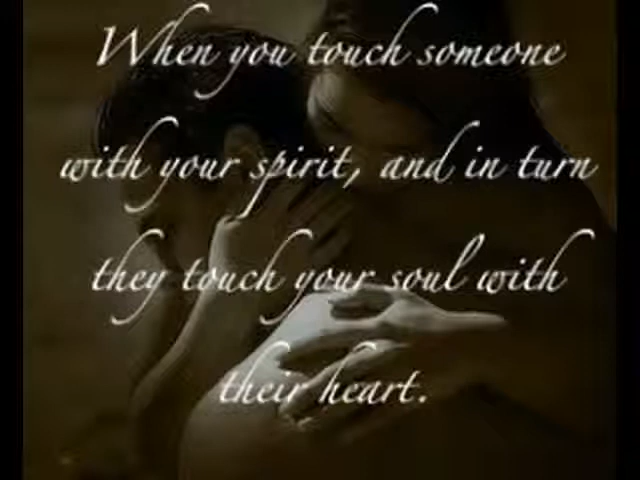 When you touch someone
with your spirit, and in turn
they touch your soul with
their heart.